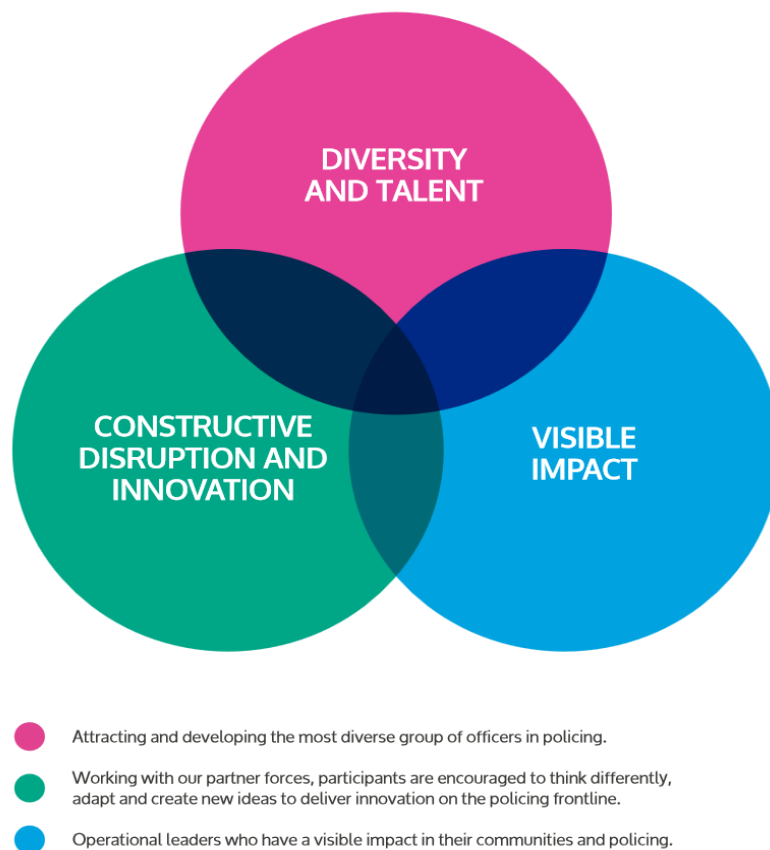 DIVERSITY
AND TALENT
CONSTRUCTIVE
DISRUPTION AND
INNOVATION
VISIBLE
IMPACT
Attracting and developing the most diverse group of officers in policing.
Working with our partner forces, participants are encouraged to think differently,
adapt and create new ideas to deliver innovation on the policing frontline.
Operational leaders who have a visible impact in their communities and policing.